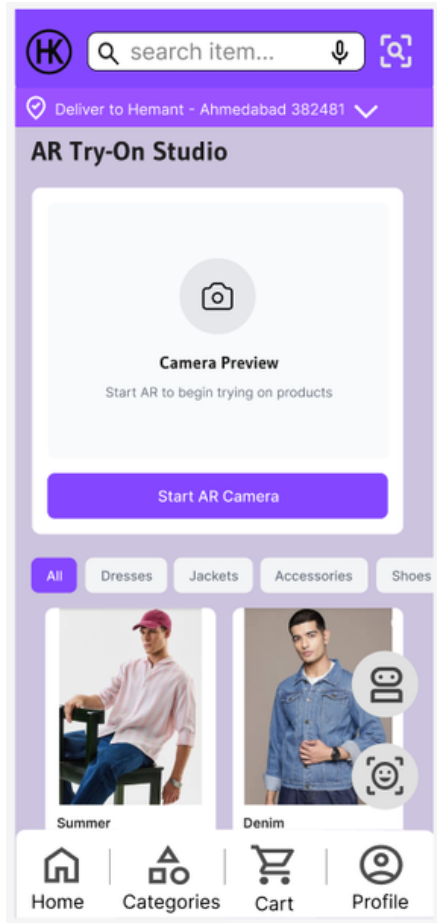 HK
search item...
Deliver to Hemant - Ahmedabad 382481
AR Try-On Studio
Camera Preview
Start AR to begin trying on products
Start AR Camera
All Dresses Jackets Accessories Shoes
Summer Denim
Home Categories Cart Profile